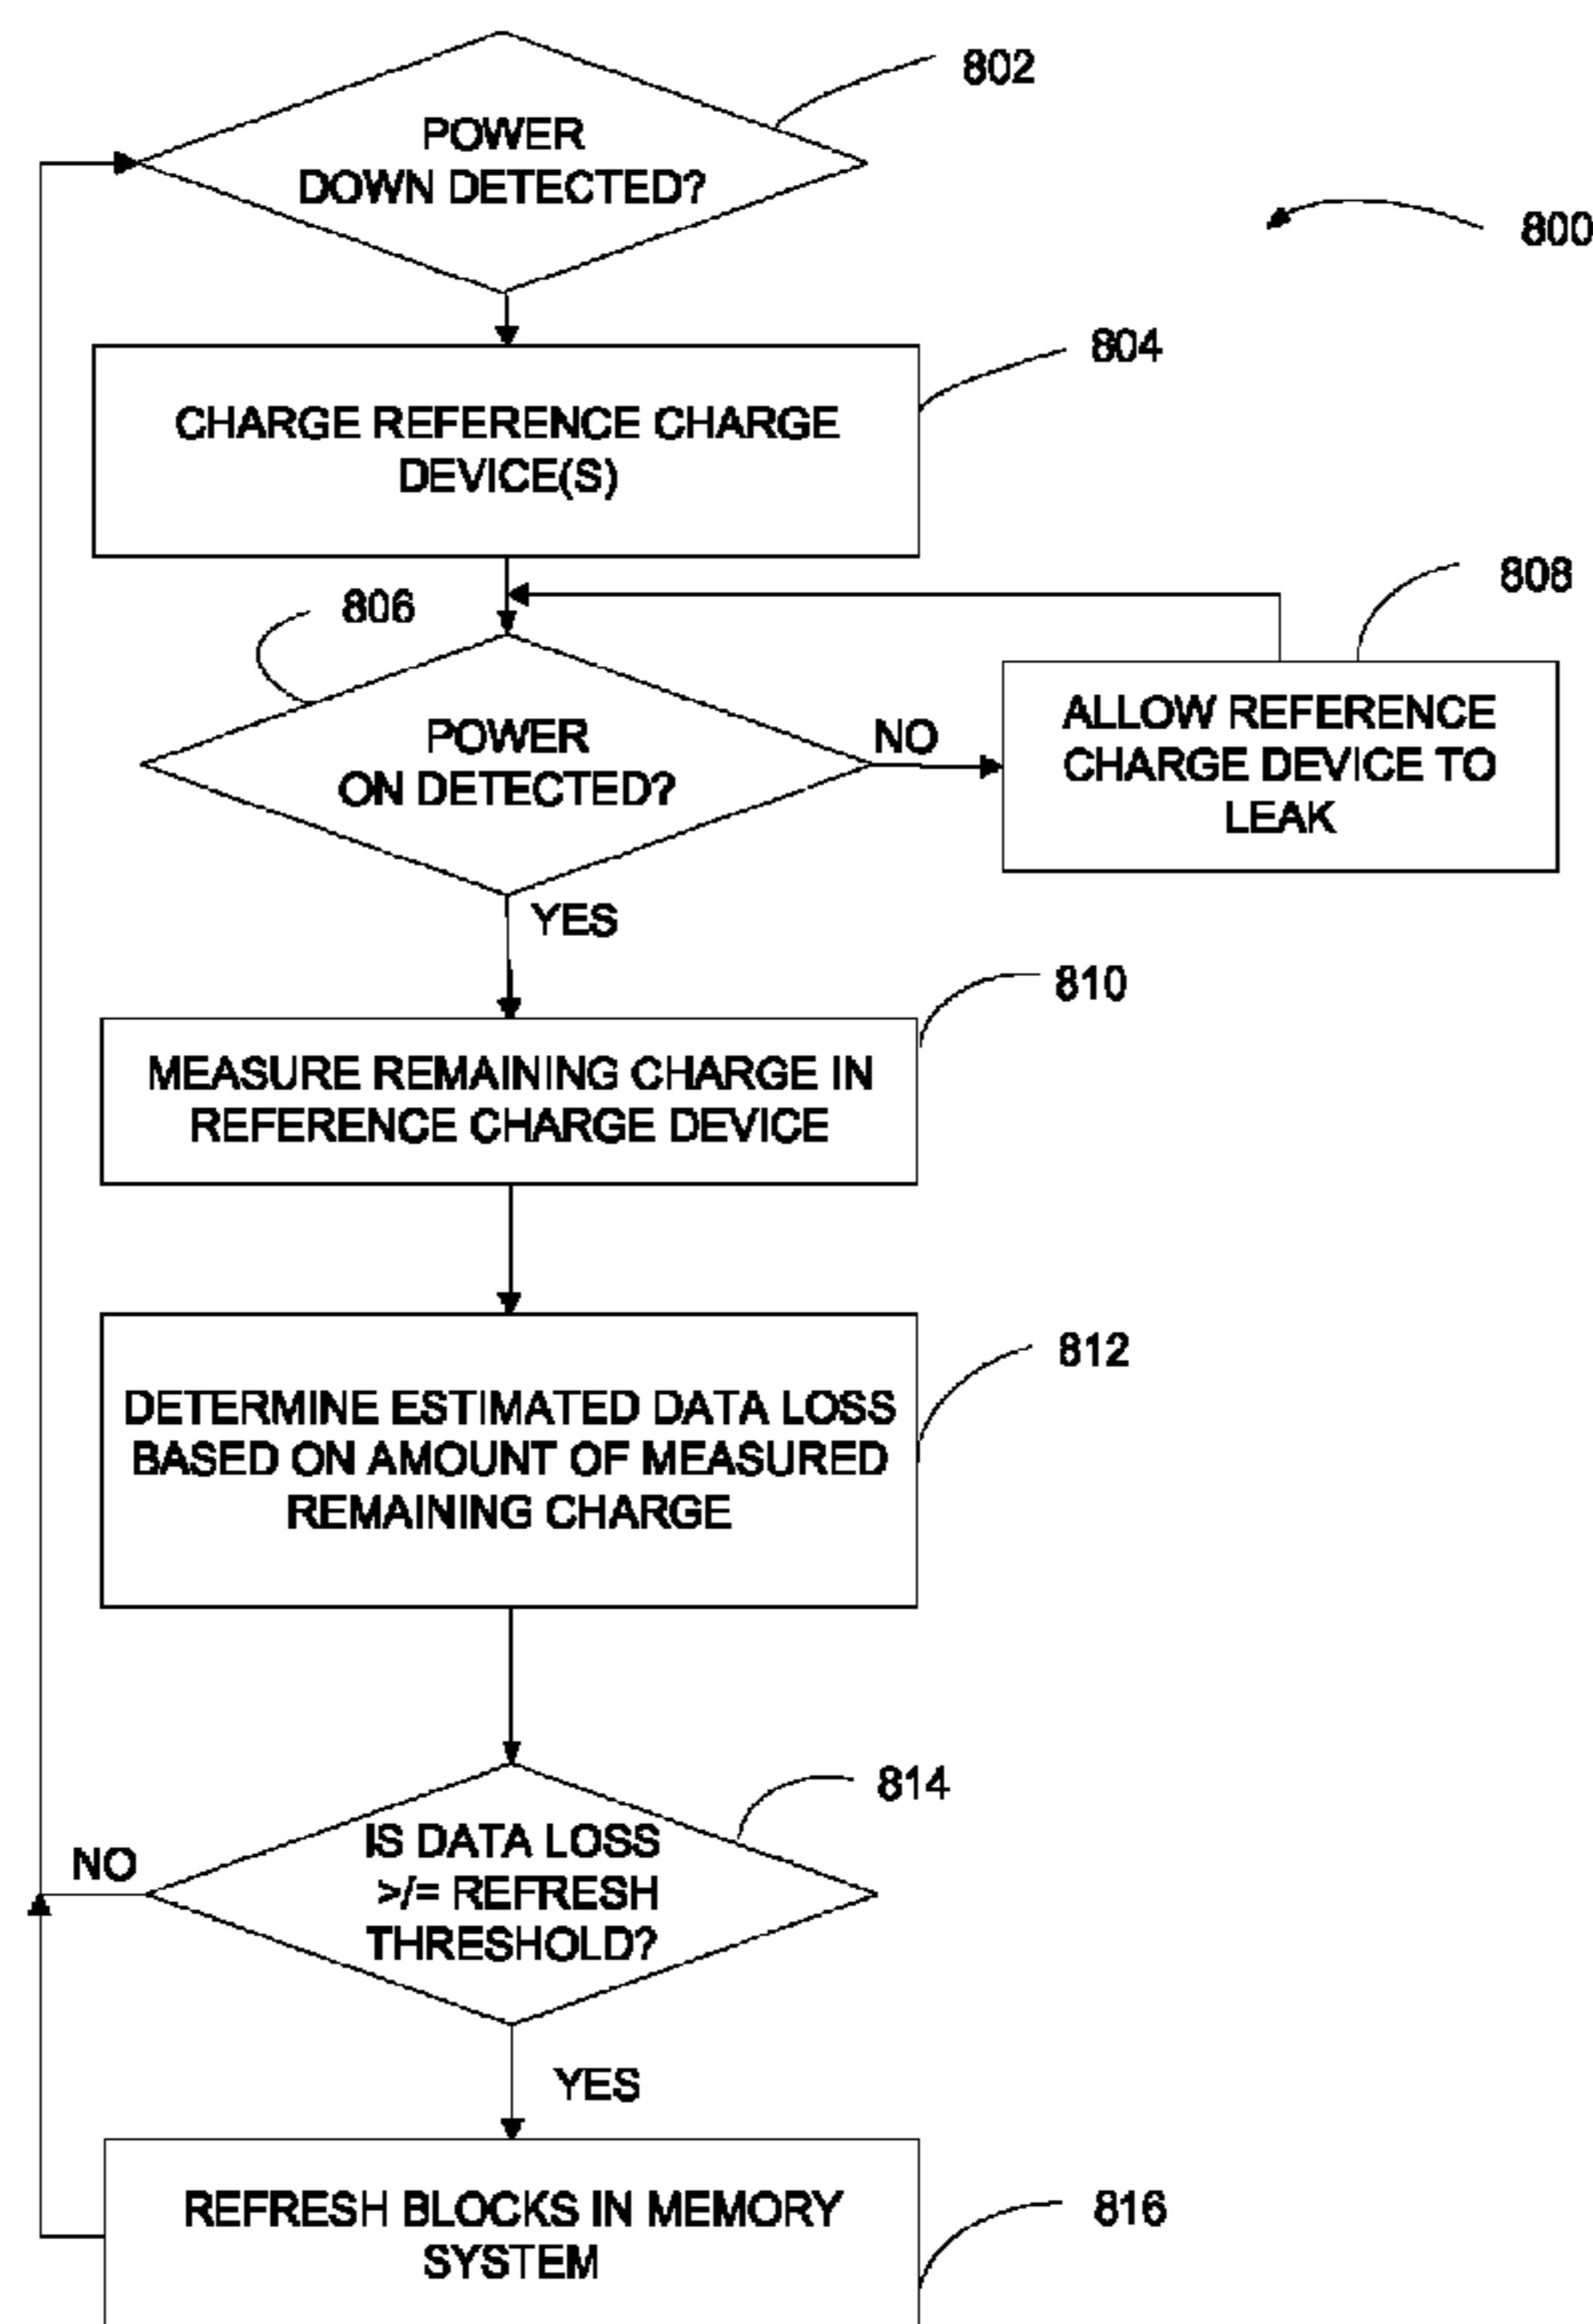 802
POWER
DOWN DETECTED?
800
804
CHARGE REFERENCE CHARGE
DEVICE(S)
806
808
POWER
ON DETECTED?
NO
ALLOW REFERENCE
CHARGE DEVICE TO
LEAK
YES
810
MEASURE REMAINING CHARGE IN
REFERENCE CHARGE DEVICE
812
DETERMINE ESTIMATED DATA LOSS
BASED ON AMOUNT OF MEASURED
REMAINING CHARGE
814
NO
IS DATA LOSS
>/= REFRESH
THRESHOLD?
YES
REFRESH BLOCKS IN MEMORY
SYSTEM
816